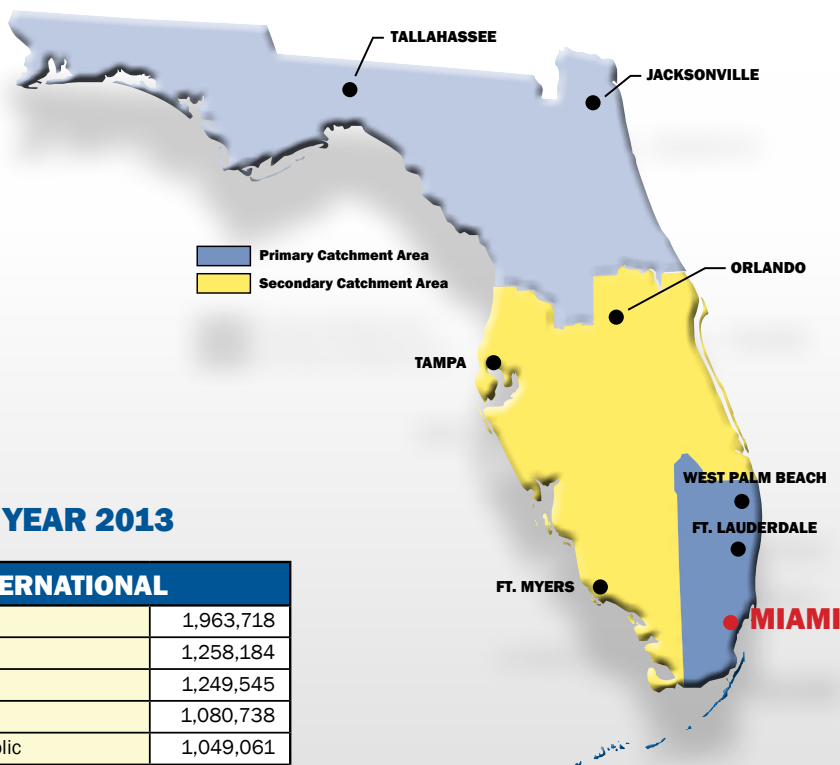 TALLAHASSEE
JACKSONVILLE
Primary Catchment Area
Secondary Catchment Area
ORLANDO
TAMPA
WEST PALM BEACH
FT. LAUDERDALE
FT. MYERS
MIAMI
YEAR 2013
ERNATIONAL
1,963,718
1,258,184
1,249,545
1,080,738
blic 1,049,061